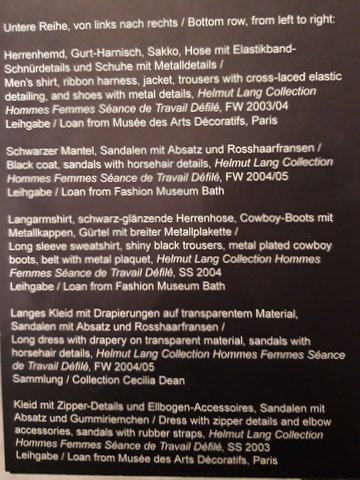 Untere Reihe, von links nach rechts / Bottom row, from left to right:
Herrenhemd, Gurt-Harnisch, Sakko, Hose mit Elastikband-
Schnürdetails und Schuhe mit Metalldetails /
Men's shirt, ribbon harness, jacket, trousers with cross-laced elastic
detailing, and shoes with metal details, Helmut Lang Collection
Hommes Femmes Séance de Travail Défilé, FW 2003/04
Leihgabe / Loan from Musée des Arts Décoratifs, Paris
Schwarzer Mantel, Sandalen mit Absatz und Rosshaarfransen /
Black coat, sandals with horsehair details, Helmut Lang Collection
Hommes Femmes Séance de Travail Défilé, FW 2004/05
Leihgabe / Loan from Fashion Museum Bath
Langarmshirt, schwarz-glänzende Herrenhose, Cowboy-Boots mit
Metallkappen, Gürtel mit breiter Metallplakette /
Long sleeve sweatshirt, shiny black trousers, metal plated cowboy
boots, belt with metal plaquet, Helmut Lang Collection Hommes
Femmes Séance de Travail Défilé, SS 2004
Leihgabe / Loan from Fashion Museum Bath
Langes Kleid mit Drapierungen auf transparentem Material,
Sandalen mit Absatz und Rosshaarfransen /
Long dress with drapery on transparent material, sandals with
horsehair details, Helmut Lang Collection Hommes Femmes Séance
de Travail Défilé, FW 2004/05
Sammlung / Collection Cecilia Dean
Kleid mit Zipper-Details und Ellbogen-Accessoires, Sandalen mit
Absatz und Gummiriemchen / Dress with zipper details and elbow
accessories, sandals with rubber straps, Helmut Lang Collection
Hommes Femmes Séance de Travail Défilé, SS 2003
Leihgabe / Loan from Musée des Arts Décoratifs, Paris